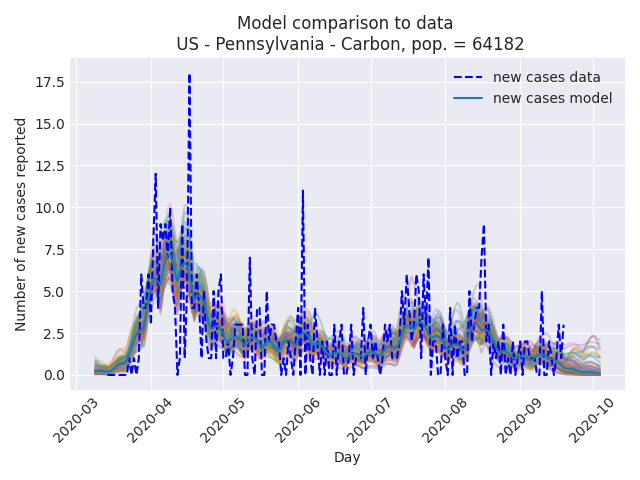 Model comparison to data
US - Pennsylvania - Carbon, pop. = 64182
new cases data
new cases model
Number of new cases reported
17.5
15.0
12.5
10.0
7.5
5.0
2.5
0.0
2020-03
2020-04
2020-05
2020-06
2020-07
2020-08
2020-09
2020-10
Day